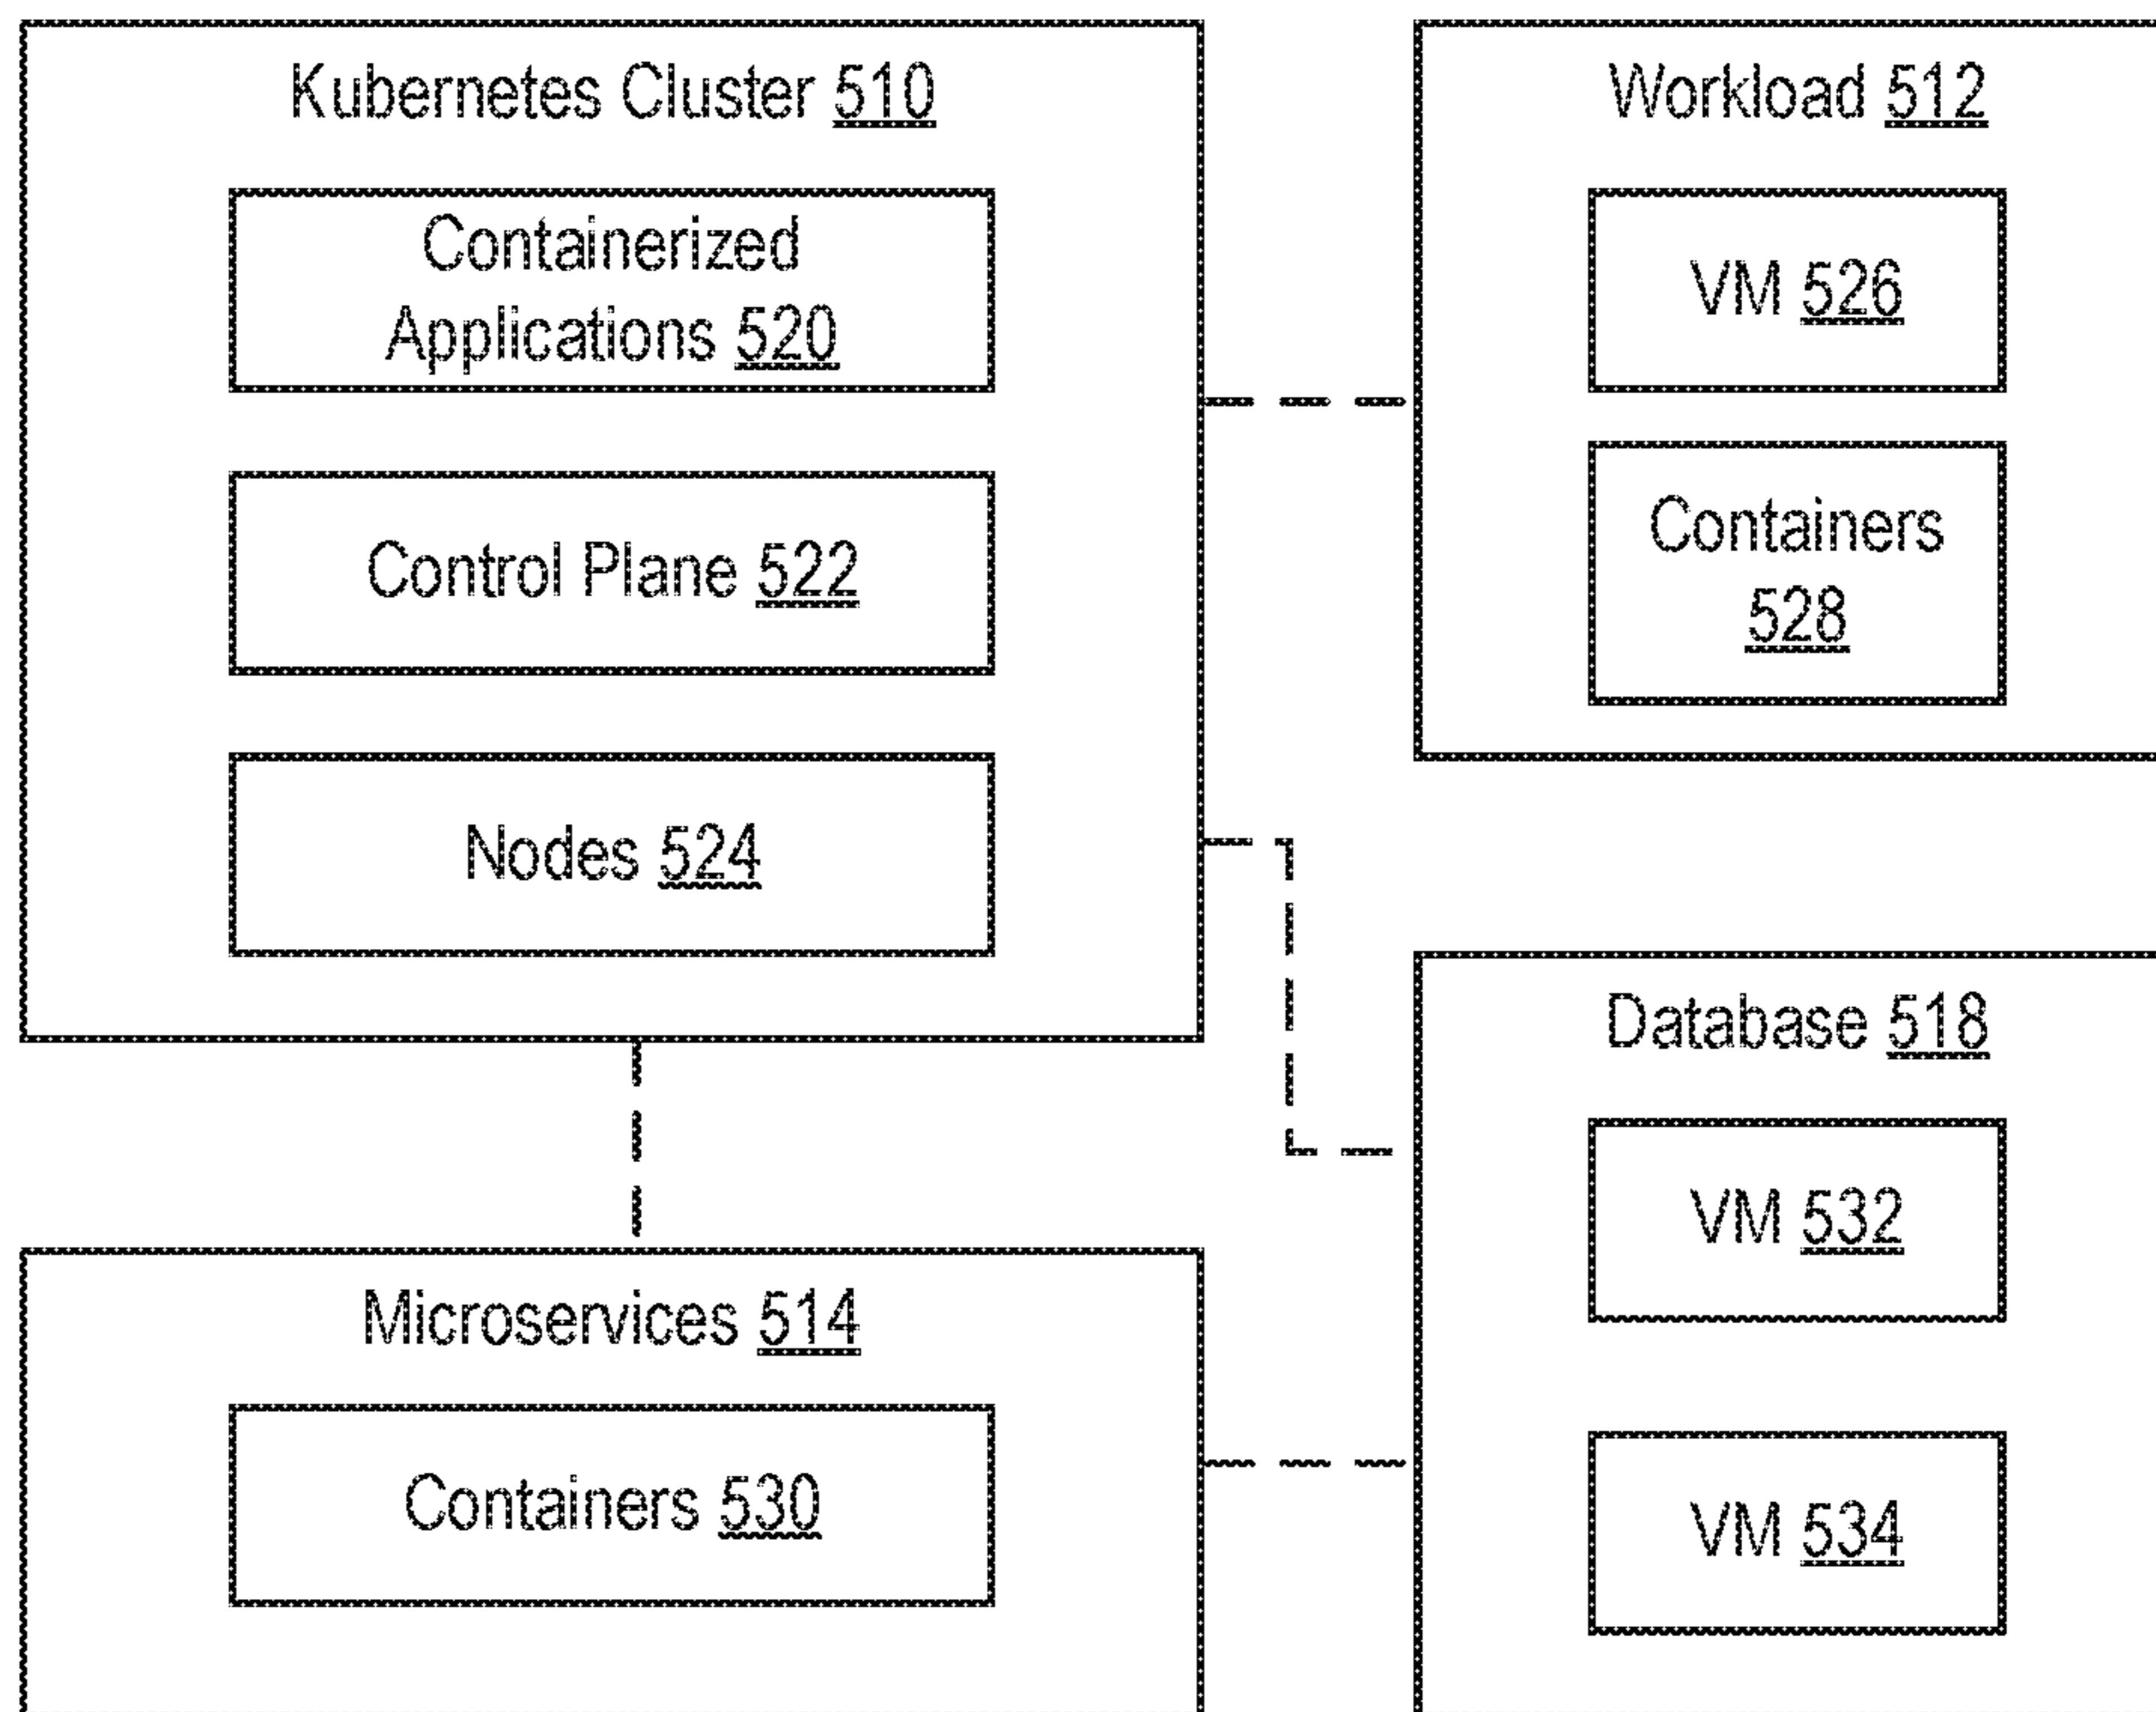 Kubernetes Cluster 510
Containerized
Applications 520
Control Plane 522
Nodes 524
Workload 512
VM 526
Containers
528
Microservices 514
Containers 530
Database 518
VM 532
VM 534